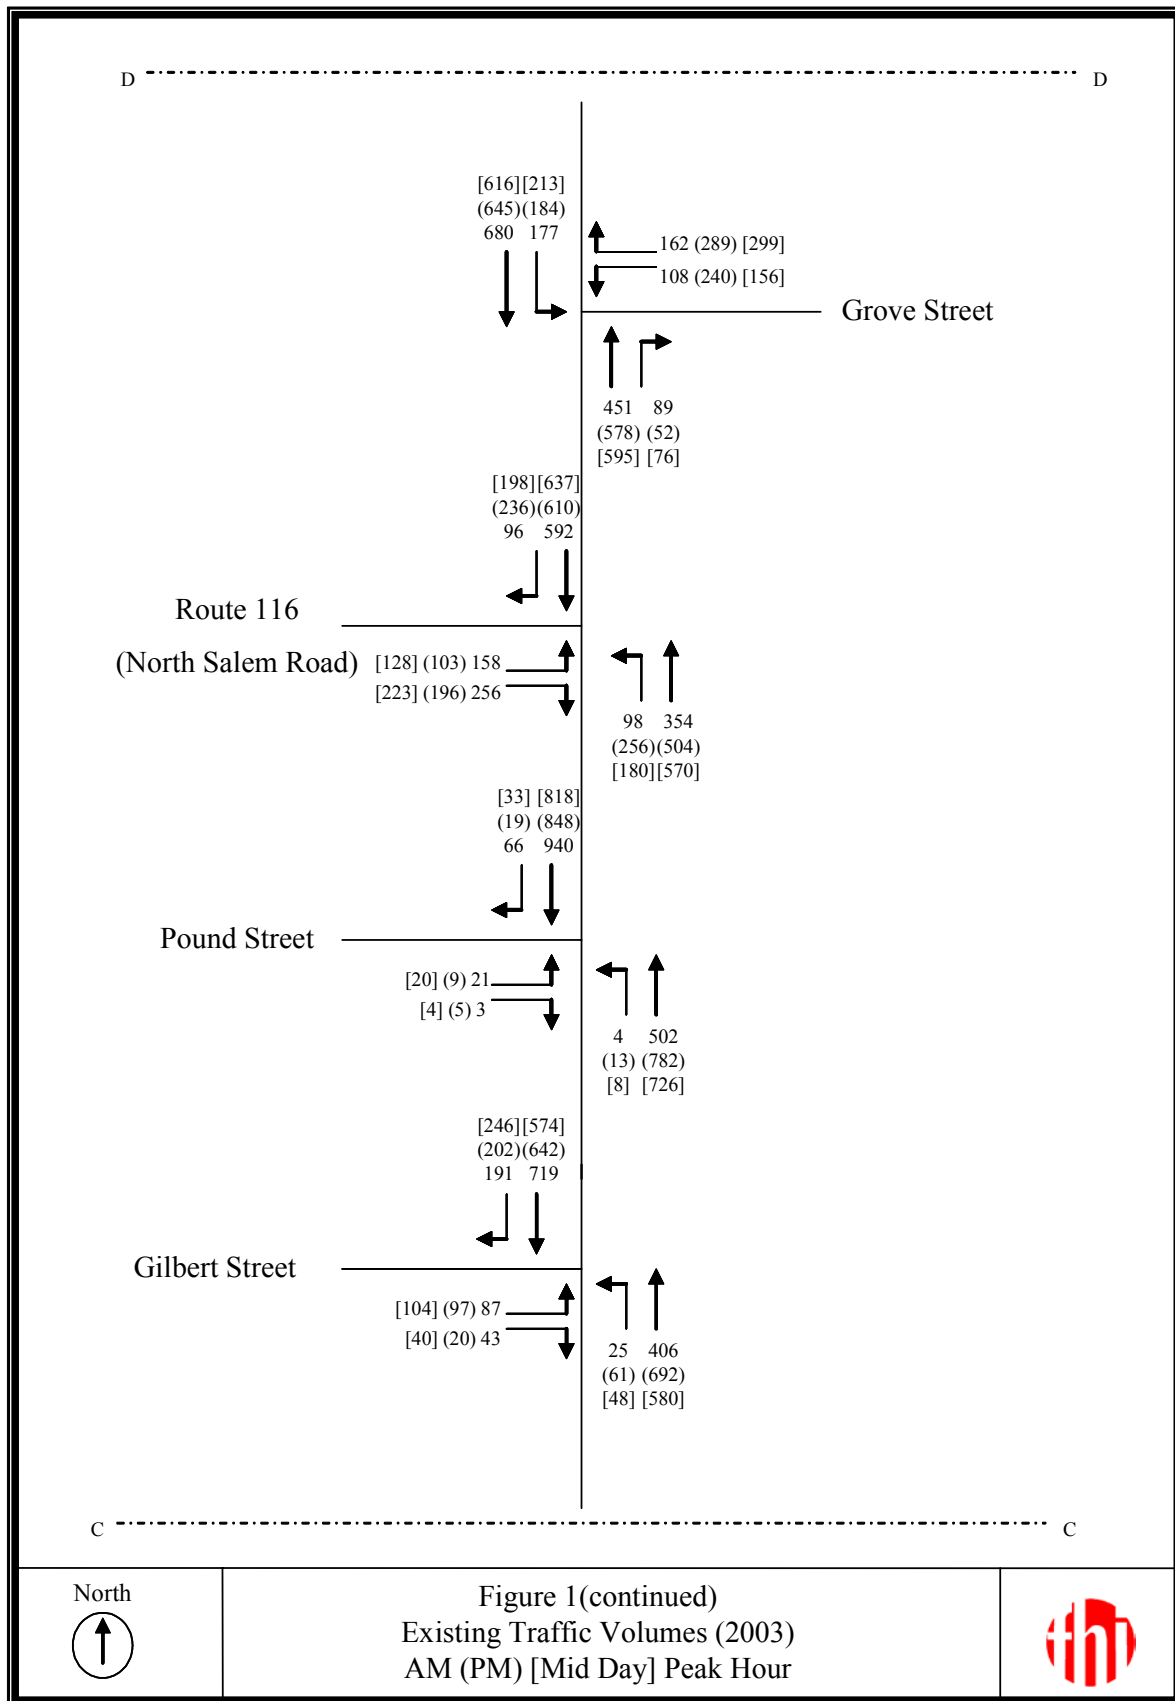 D D
[616] [213]
(645) (184)
680 177
162 (289) [299]
108 (240) [156]
Grove Street
451 89
(578) (52)
[595] [76]
[198] [637]
(236) (610)
96 592
Route 116
(North Salem Road)
[128] (103) 158
[223] (196) 256
98 354
(256) (504)
[180] [570]
[33] [818]
(19) (848)
66 940
Pound Street
[20] (9) 21
[4] (5) 3
4 502
(13) (782)
[8] [726]
[246] [574]
(202) (642)
191 719
Gilbert Street
[104] (97) 87
[40] (20) 43
25 406
(61) (692)
[48] [580]
C C
North
Figure 1(continued)
Existing Traffic Volumes (2003)
AM (PM) [Mid Day] Peak Hour
thn